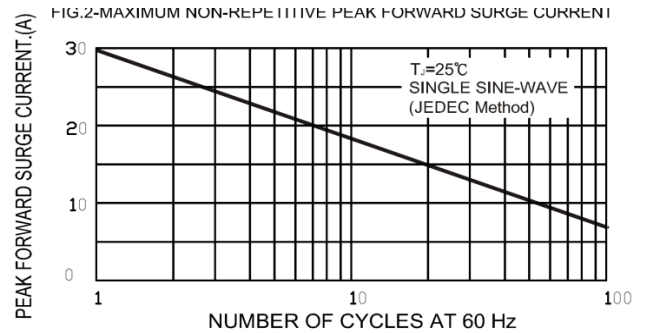 FIG.2-MAXIMUM NON-REPETITIVE PEAK FORWARD SURGE CURRENT
PEAK FORWARD SURGE CURRENT,(A)
30
20
10
0
TJ=25℃
SINGLE SINE-WAVE
(JEDEC Method)
1
10
100
NUMBER OF CYCLES AT 60 Hz